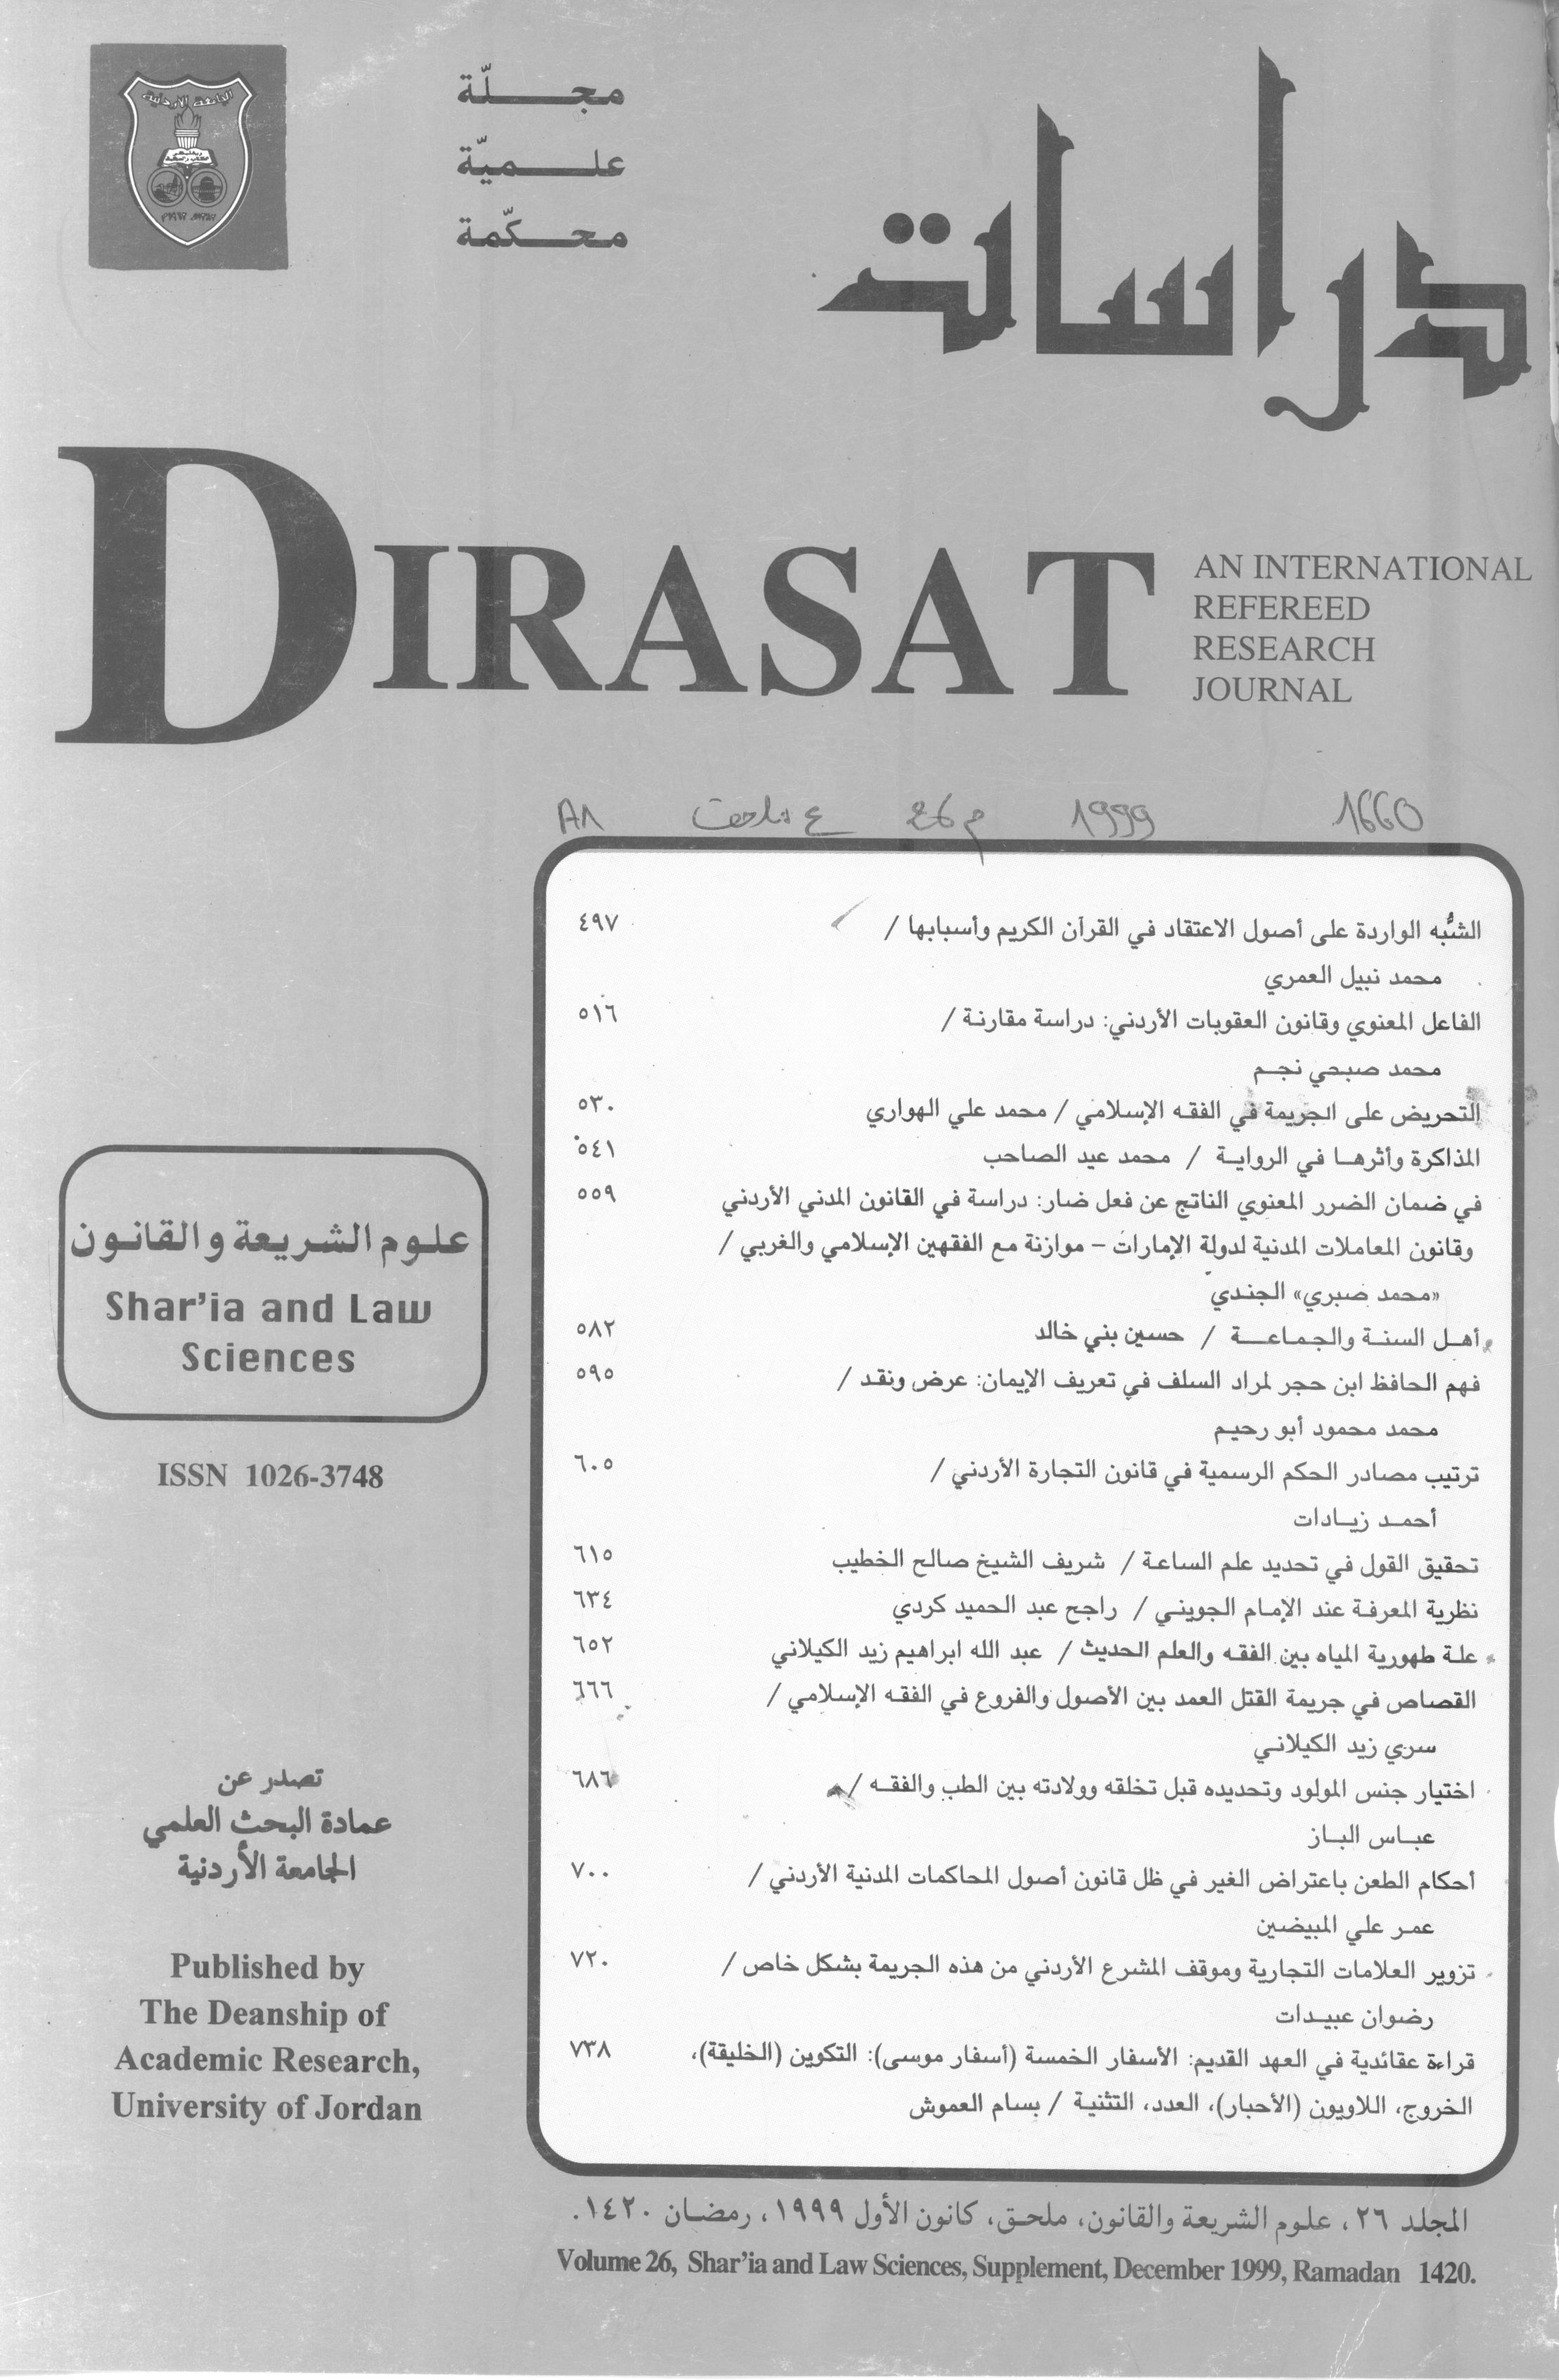 الجامعة الأردنية
مجلّة
علميّة
محكّمة
دراسات
DIRASAT
AN INTERNATIONAL
REFEREED
RESEARCH
JOURNAL
1660 1999 م 26 ع ملحق A1
الشُّبه الواردة على أصول الاعتقاد في القرآن الكريم وأسبابها / ٤٩٧
محمد نبيل العمري
الفاعل المعنوي وقانون العقوبات الأردني: دراسة مقارنة / ٥١٦
محمد صبحي نجم
التحريض على الجريمة في الفقه الإسلامي / محمد علي الهواري ٥٣٠
المذاكرة وأثرها في الرواية / محمد عيد الصاحب ٥٤١
في ضمان الضرر المعنوي الناتج عن فعل ضار: دراسة في القانون المدني الأردني ٥٥٩
وقانون المعاملات المدنية لدولة الإمارات – موازنة مع الفقهين الإسلامي والغربي /
«محمد صبري» الجندي
أهل السنة والجماعة / حسين بني خالد ٥٨٢
فهم الحافظ ابن حجر لمراد السلف في تعريف الإيمان: عرض ونقد / ٥٩٥
محمد محمود أبو رحيم
ترتيب مصادر الحكم الرسمية في قانون التجارة الأردني / ٦٠٥
أحمد زيادات
تحقيق القول في تحديد علم الساعة / شريف الشيخ صالح الخطيب ٦١٥
نظرية المعرفة عند الإمام الجويني / راجح عبد الحميد كردي ٦٣٤
علة طهورية المياه بين الفقه والعلم الحديث / عبد الله ابراهيم زيد الكيلاني ٦٥٢
القصاص في جريمة القتل العمد بين الأصول والفروع في الفقه الإسلامي / ٦٦٦
سري زيد الكيلاني
اختيار جنس المولود وتحديده قبل تخلقه وولادته بين الطب والفقه / ٦٨٦
عباس الباز
أحكام الطعن باعتراض الغير في ظل قانون أصول المحاكمات المدنية الأردني / ٧٠٠
عمر علي المبيضين
تزوير العلامات التجارية وموقف المشرع الأردني من هذه الجريمة بشكل خاص / ٧٢٠
رضوان عبيدات
قراءة عقائدية في العهد القديم: الأسفار الخمسة (أسفار موسى): التكوين (الخليقة)، ٧٣٨
الخروج، اللاويون (الأحبار)، العدد، التثنية / بسام العموش
علوم الشريعة والقانون
Shar'ia and Law
Sciences
ISSN 1026-3748
تصدر عن
عمادة البحث العلمي
الجامعة الأردنية
Published by
The Deanship of
Academic Research,
University of Jordan
المجلد ٢٦، علوم الشريعة والقانون، ملحق، كانون الأول ١٩٩٩، رمضان ١٤٢٠.
Volume 26, Shar'ia and Law Sciences, Supplement, December 1999, Ramadan 1420.